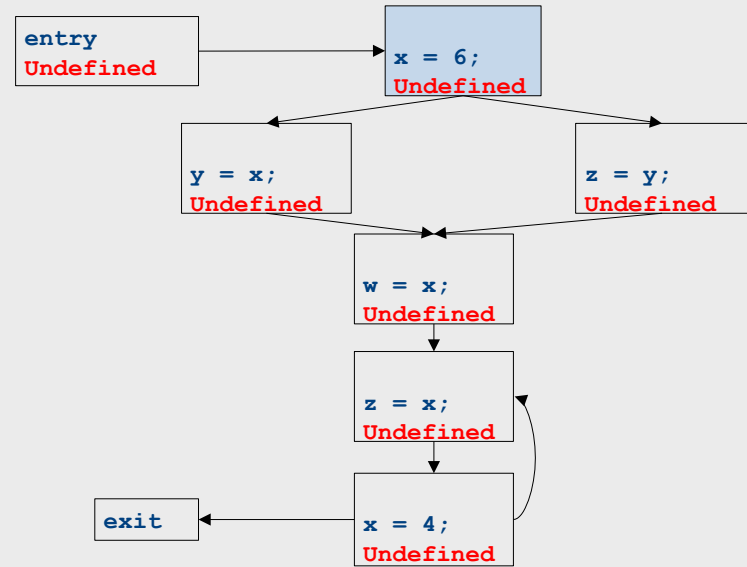 entry
Undefined
x = 6;
Undefined
y = x;
Undefined
z = y;
Undefined
w = x;
Undefined
z = x;
Undefined
exit
x = 4;
Undefined